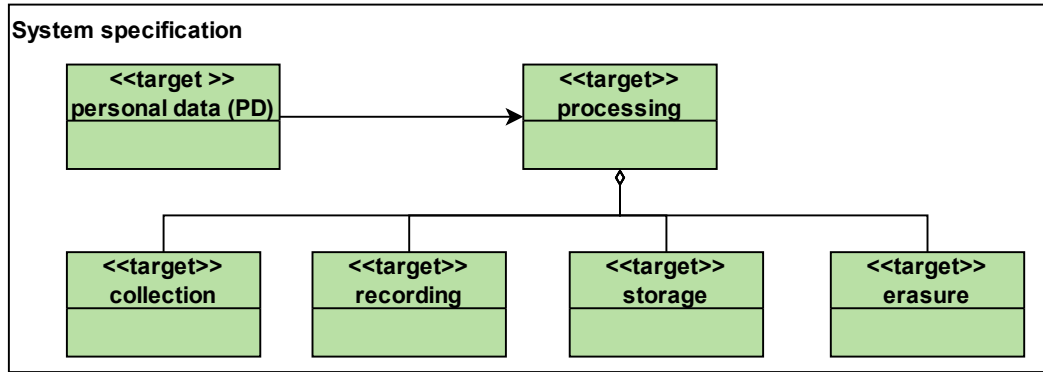 System specification
<<target >>
personal data (PD)
<<target>>
processing
<<target>>
collection
<<target>>
recording
<<target>>
storage
<<target>>
erasure